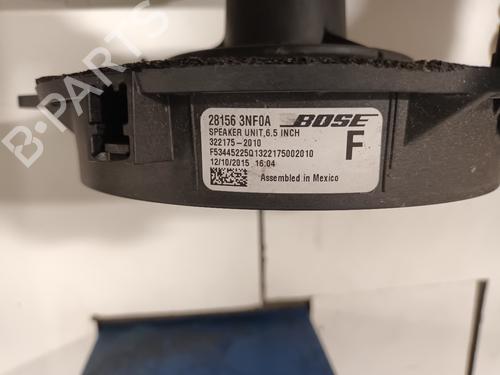 28156 3NF0A
BOSE
SPEAKER UNIT,6.5 INCH
322175-2010
F53445225Q1322175002010
12/10/2015 16:04
F
Assembled in Mexico
B-PARTS